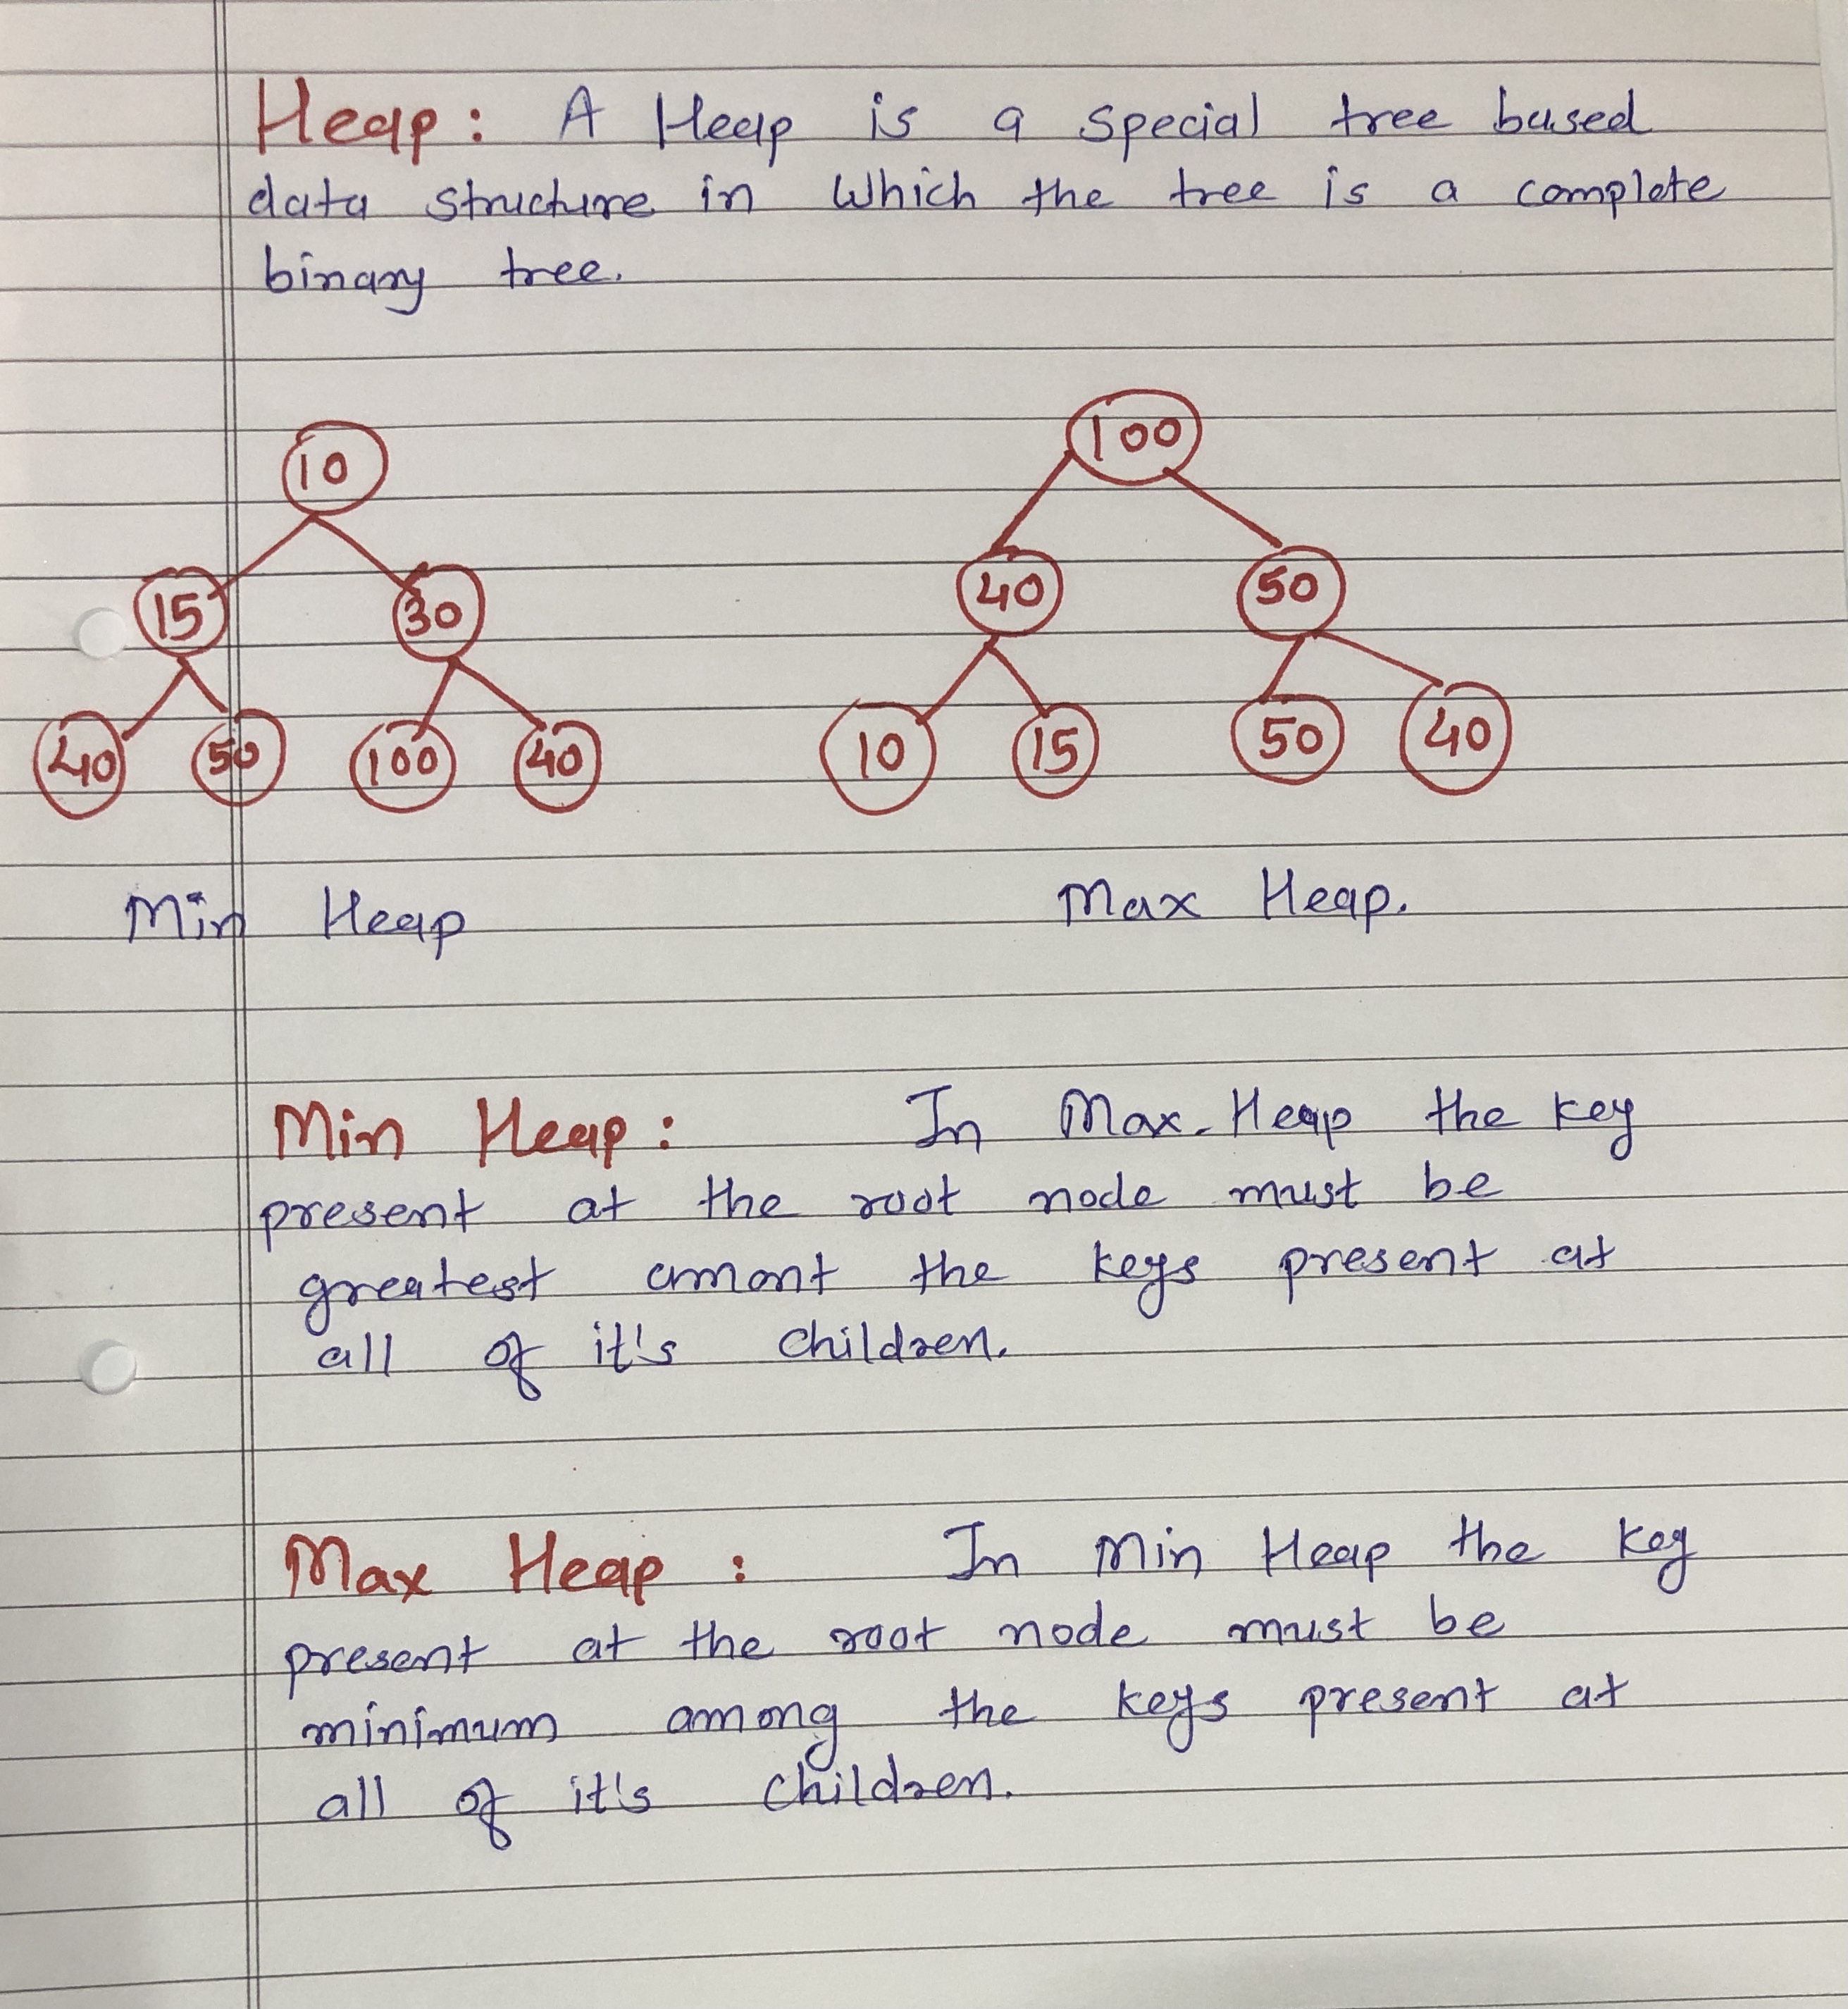 Heap: A Heap is a special tree based
data structure in which the tree is a complete
binary tree.
10
100
15 30
40 50
40 50 100 40
10 15 50 40
Min Heap
Max Heap.
Min Heap: In Max-Heap the key
present at the root node must be
greatest amont the keys present at
all of it's children.
Max Heap: In Min Heap the key
present at the root node must be
minimum among the keys present at
all of it's children.